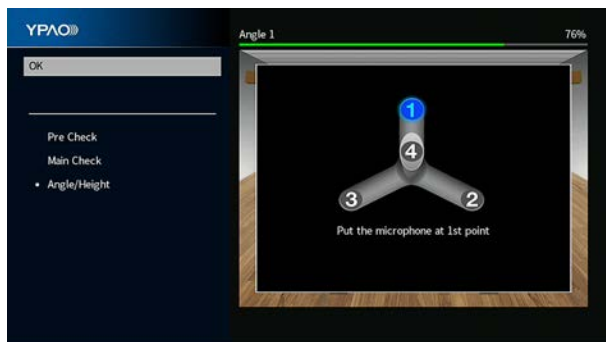 YPAO
OK
Pre Check
Main Check
• Angle/Height
Angle 1 76%
1
4
3 2
Put the microphone at 1st point